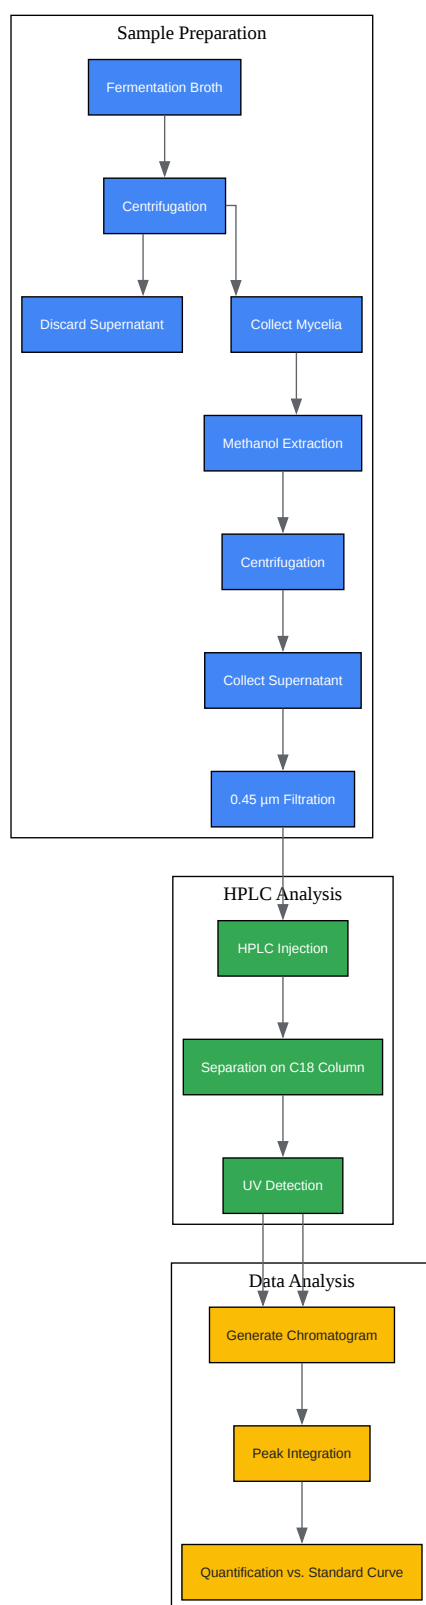 Sample Preparation
Fermentation Broth
Centrifugation
Discard Supernatant
Collect Mycelia
Methanol Extraction
Centrifugation
Collect Supernatant
0.45 µm Filtration
HPLC Analysis
HPLC Injection
Separation on C18 Column
UV Detection
Data Analysis
Generate Chromatogram
Peak Integration
Quantification vs. Standard Curve